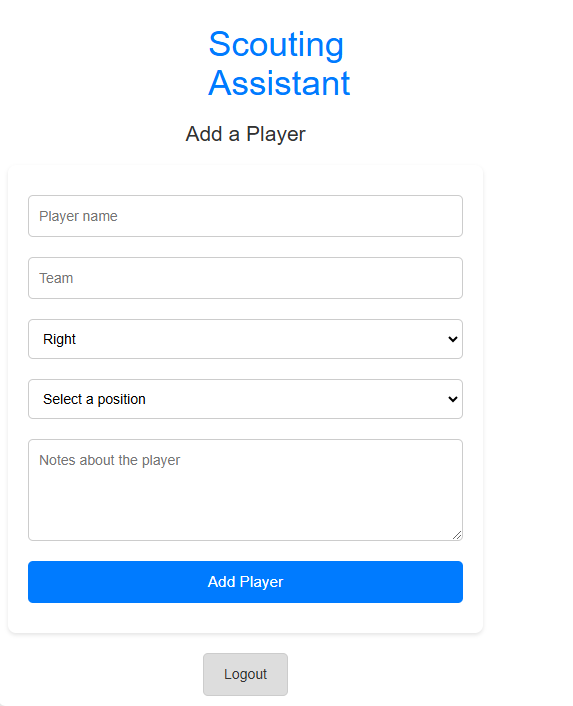 Scouting
Assistant
Add a Player
Player name
Team
Right
Select a position
Notes about the player
Add Player
Logout